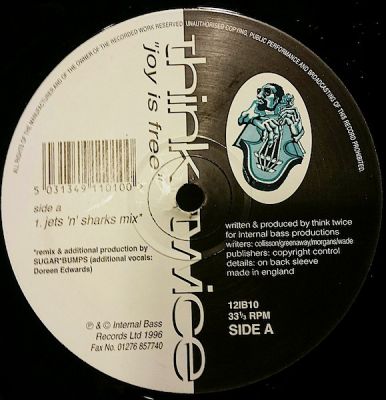 ALL RIGHTS OF THE MANUFACTURER AND OF THE OWNER OF THE RECORDED WORK RESERVED. UNAUTHORISED COPYING, PUBLIC PERFORMANCE AND BROADCASTING OF THIS RECORD PROHIBITED.
think twice
"joy is free"
5 031349 110100
side a
1. jets 'n' sharks mix*
*remix & additional production by
SUGAR*BUMPS (additional vocals:
Doreen Edwards)
℗ & © Internal Bass
Records Ltd 1996
Fax No. 01276 857740
written & produced by think twice
for internal bass productions
writers: collisson/greenaway/morgans/wade
publishers: copyright control
details: on back sleeve
made in england
12IB10
33⅓ RPM
SIDE A